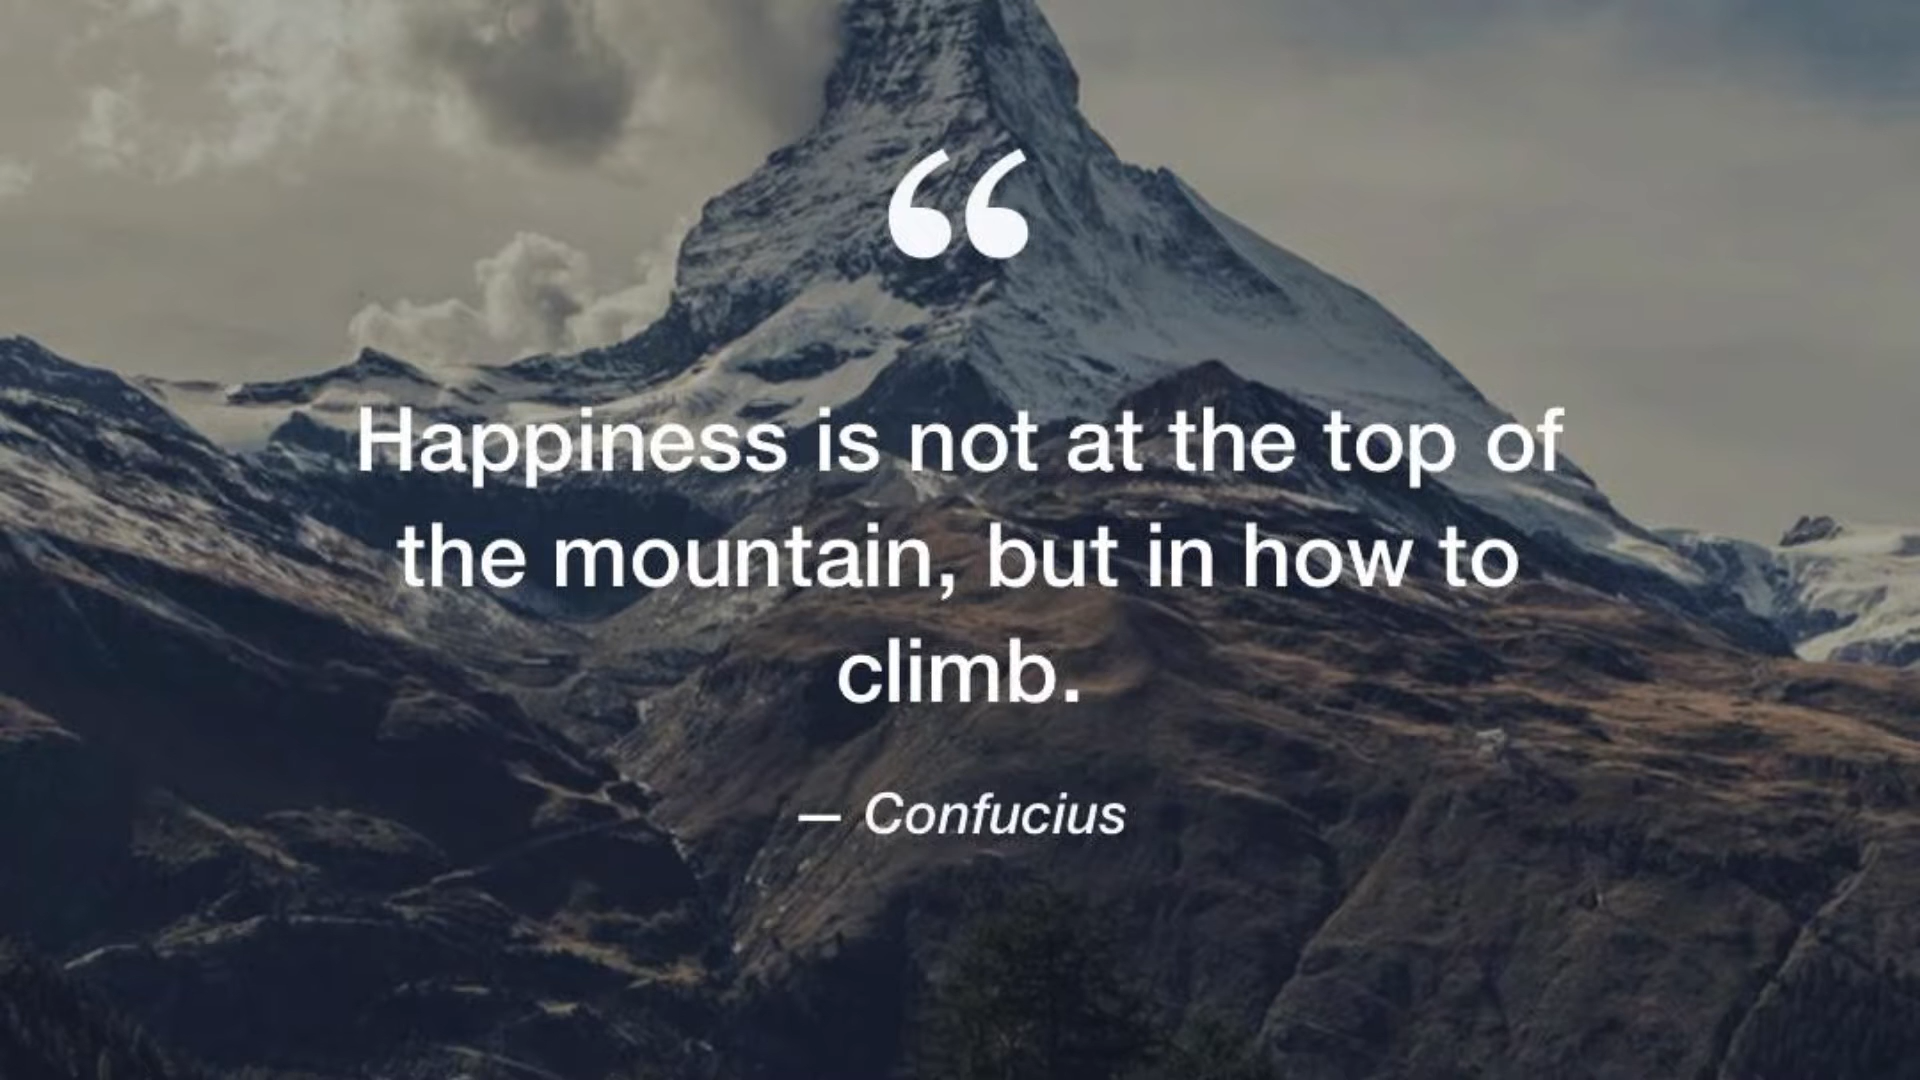 “
Happiness is not at the top of
the mountain, but in how to
climb.
— Confucius